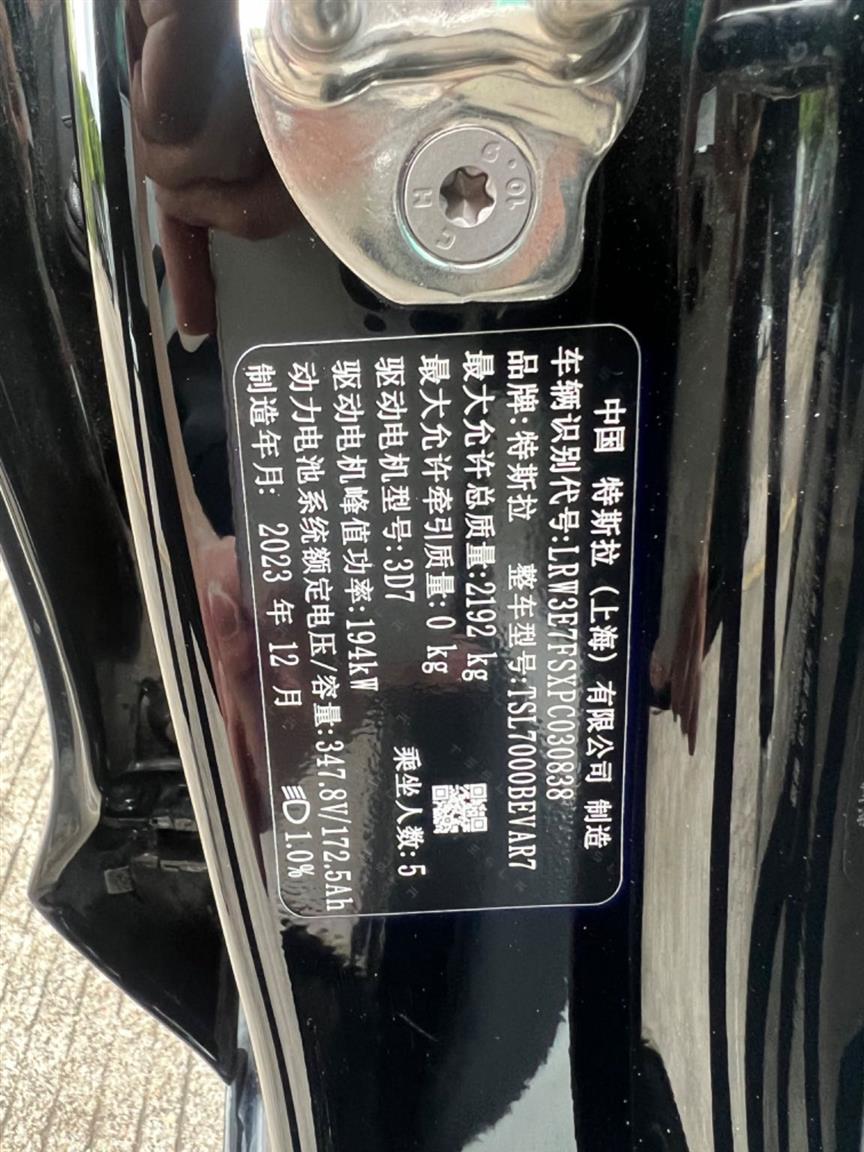 10.9
CH
中国 特斯拉（上海）有限公司 制造
车辆识别代号:LRW3E7FSXPC030838
品牌:特斯拉 整车型号:TSL7000BEVAR7
最大允许总质量:2192 kg
最大允许牵引质量:0 kg
驱动电机型号:3D7 乘坐人数:5
驱动电机峰值功率:194kW
动力电池系统额定电压/容量:347.8V/172.5Ah
制造年月: 2023 年 12 月 1.0%